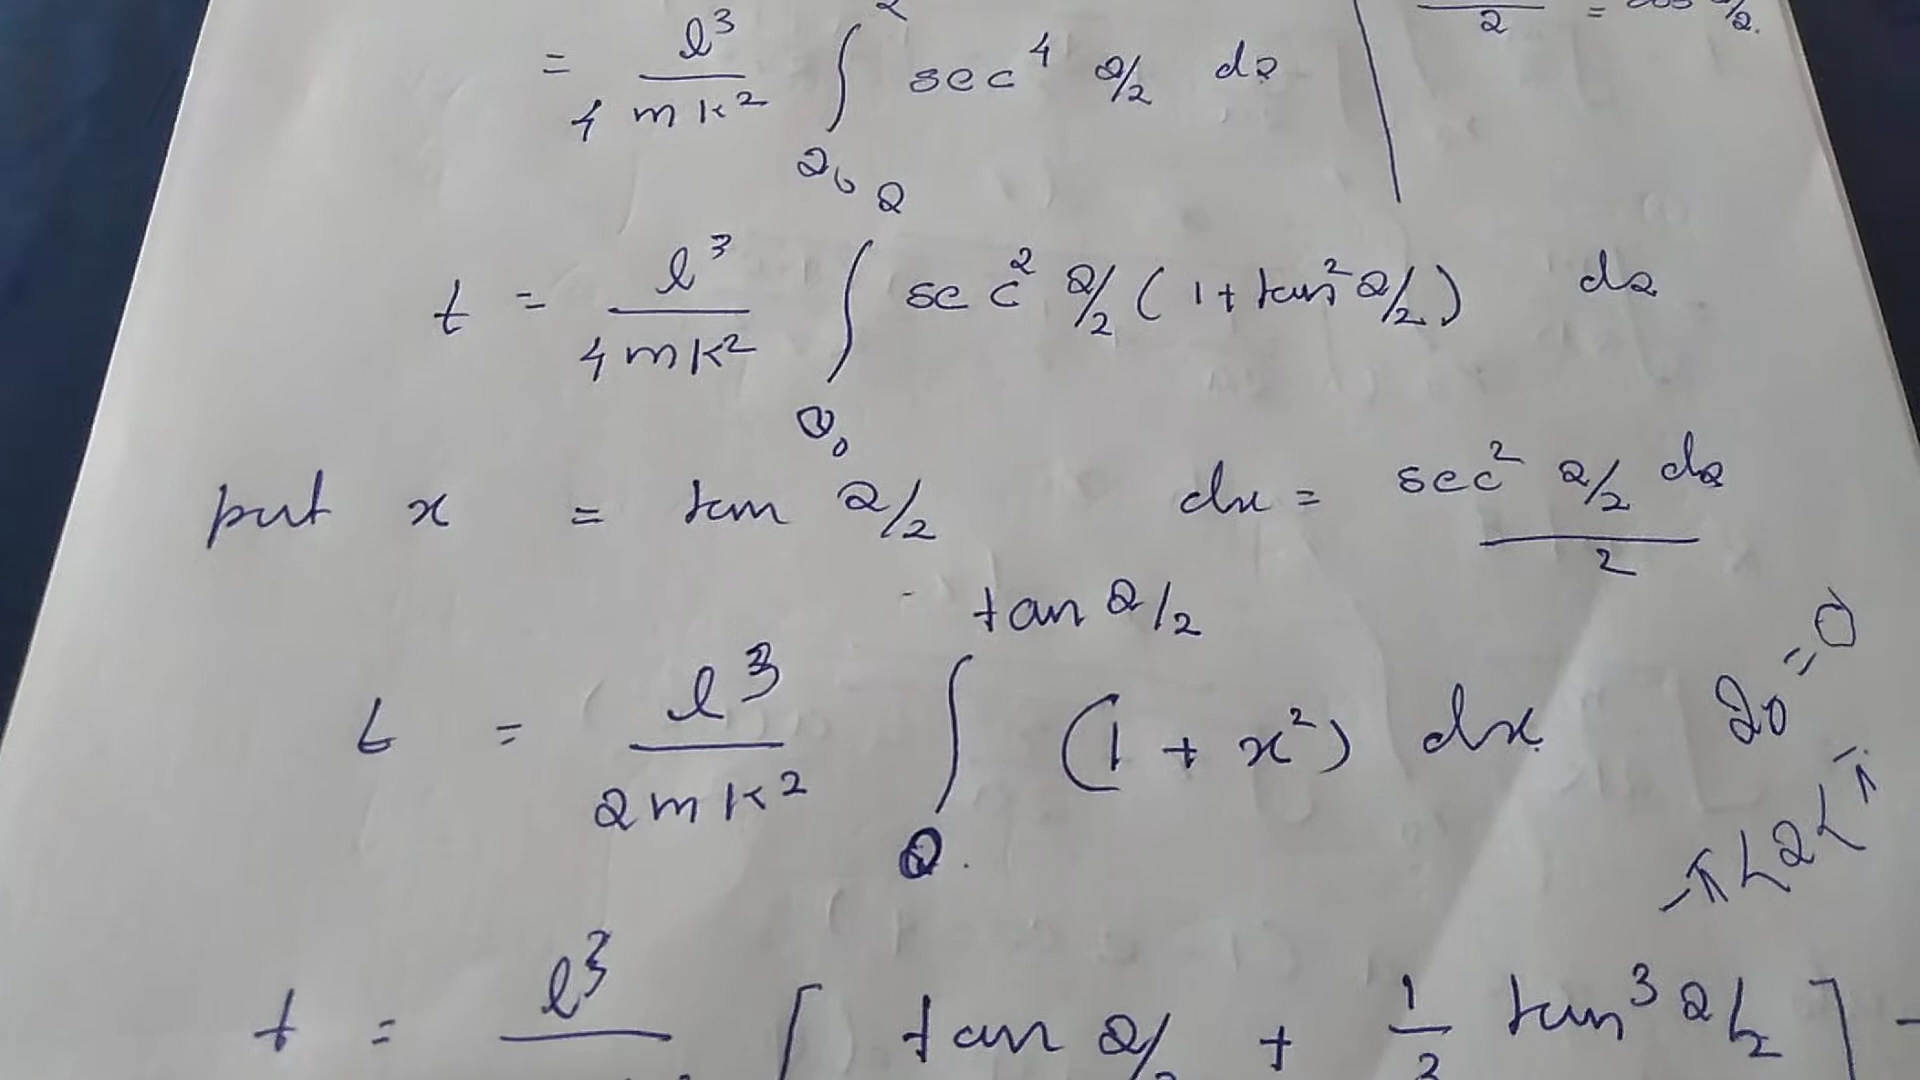 = l³ / 4 m k² ∫ sec⁴ θ/2 dθ
θ₀
t = l³ / 4mk² ∫ sec² θ/2 (1 + tan² θ/2) dθ
θ θ₀
put x = tan θ/2 dx = sec² θ/2 dθ / 2
tan θ/2
t = l³ / 2mk² ∫ (1 + x²) dx
0
θ₀ = 0
-π < θ < π
t = l³ [ tan θ/2 + 1/3 tan³ θ/2 ] -